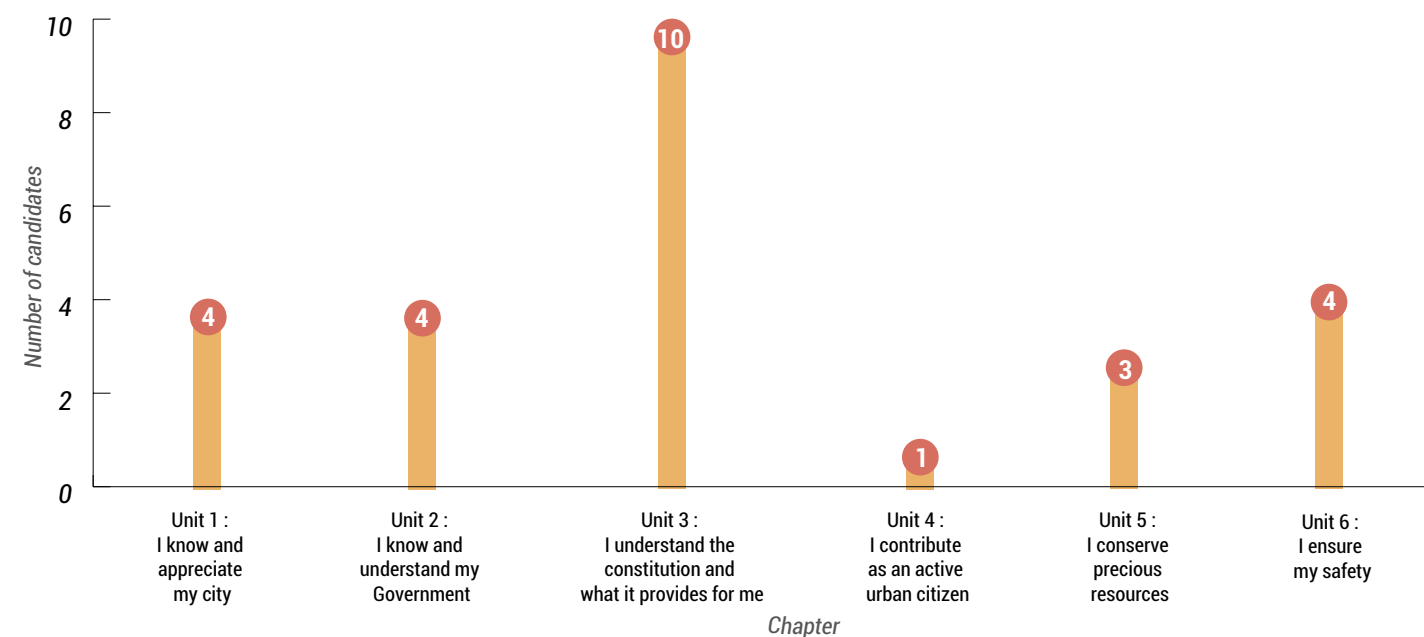 Number of candidates
10
8
6
4
2
0
4
4
10
1
3
4
Unit 1 :
I know and
appreciate
my city
Unit 2 :
I know and
understand my
Government
Unit 3 :
I understand the
constitution and
what it provides for me
Unit 4 :
I contribute
as an active
urban citizen
Unit 5 :
I conserve
precious
resources
Unit 6 :
I ensure
my safety
Chapter